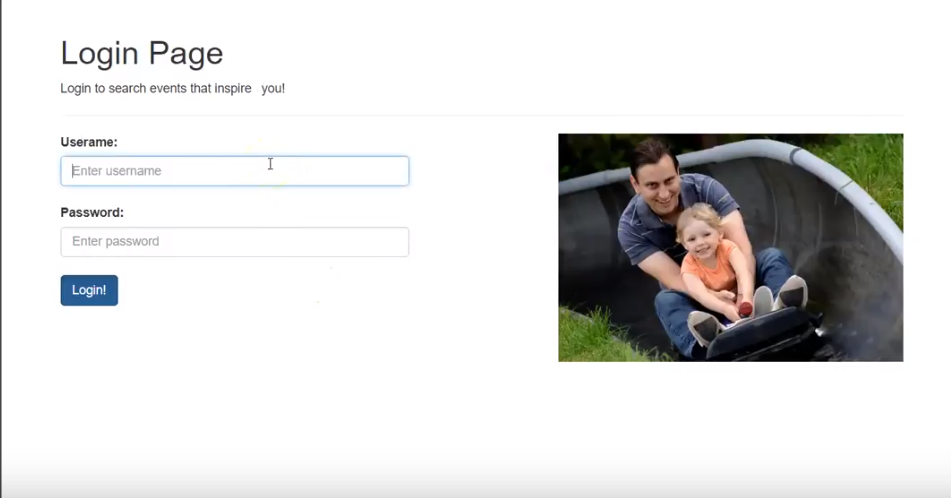 Login Page
Login to search events that inspire you!
Userame:
Enter username
Password:
Enter password
Login!